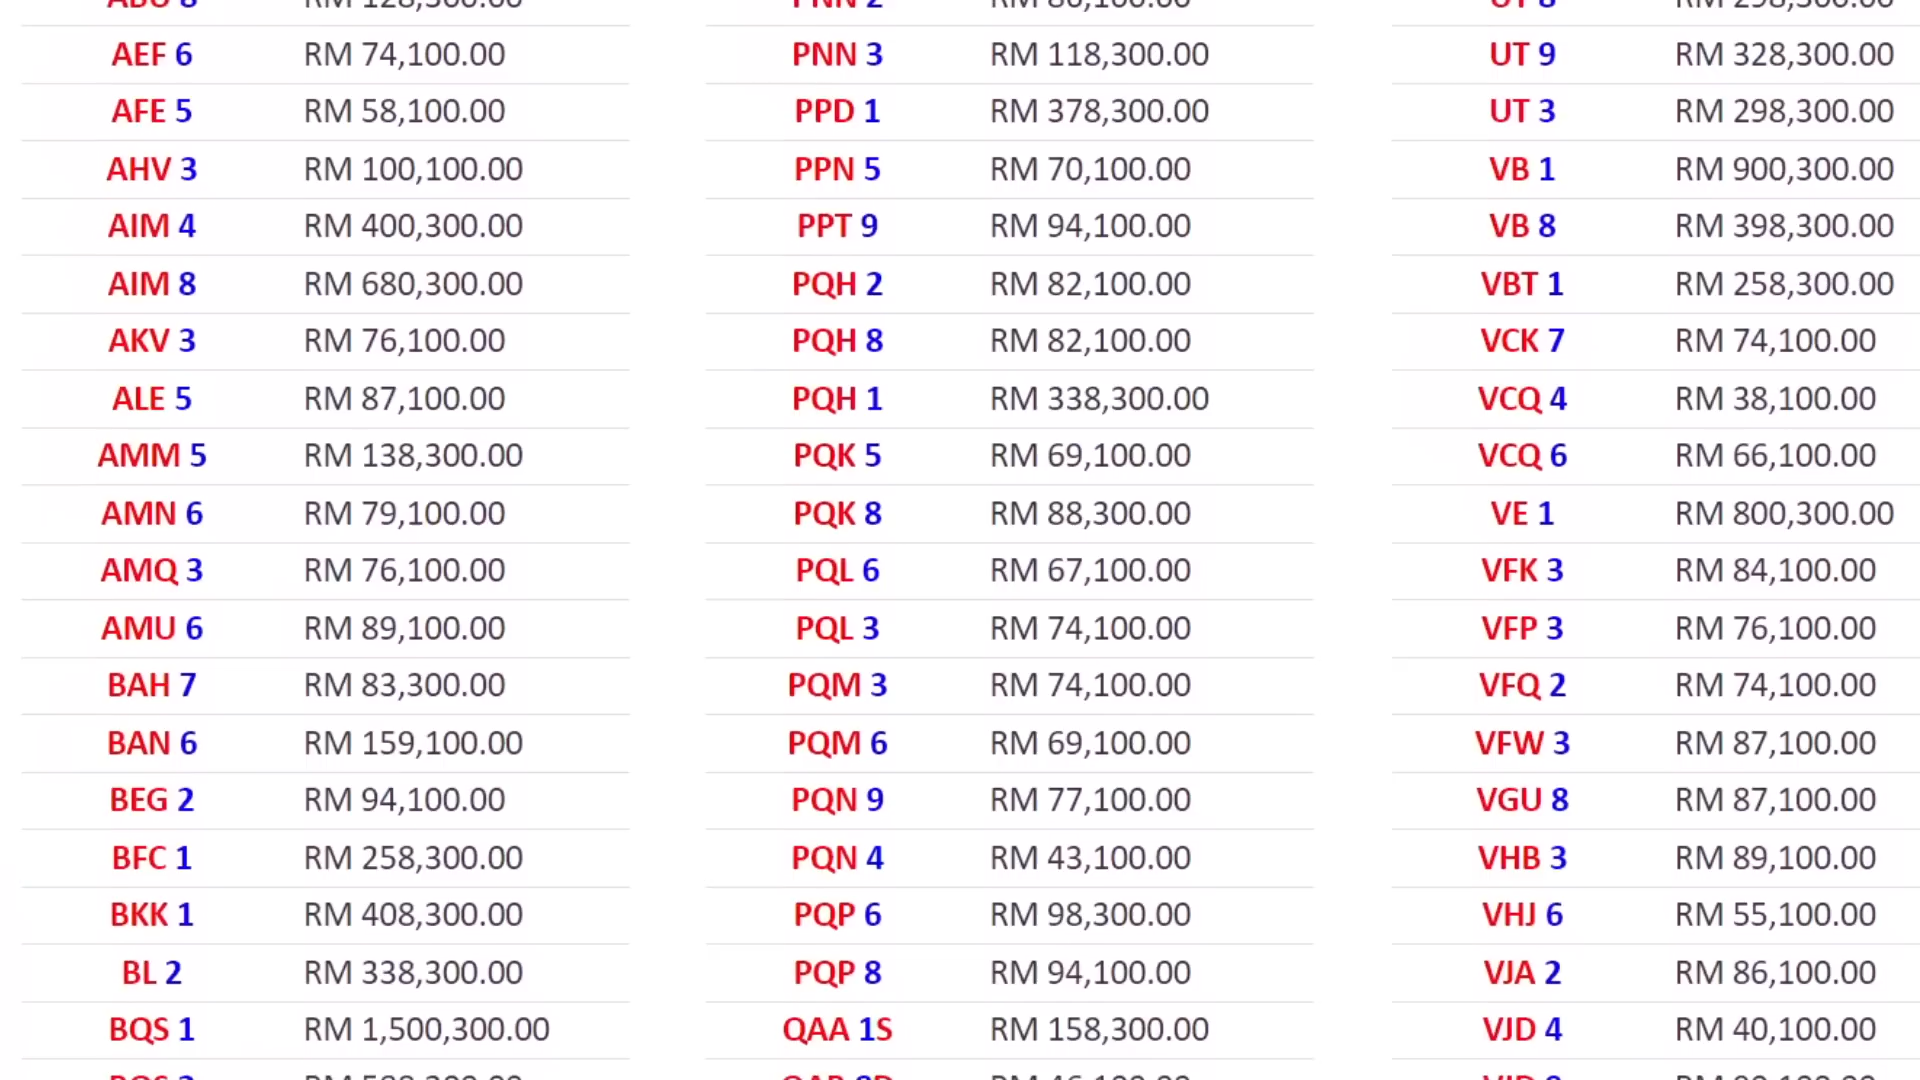 AEF 6 RM 74,100.00 PNN 3 RM 118,300.00 UT 9 RM 328,300.00
AFE 5 RM 58,100.00 PPD 1 RM 378,300.00 UT 3 RM 298,300.00
AHV 3 RM 100,100.00 PPN 5 RM 70,100.00 VB 1 RM 900,300.00
AIM 4 RM 400,300.00 PPT 9 RM 94,100.00 VB 8 RM 398,300.00
AIM 8 RM 680,300.00 PQH 2 RM 82,100.00 VBT 1 RM 258,300.00
AKV 3 RM 76,100.00 PQH 8 RM 82,100.00 VCK 7 RM 74,100.00
ALE 5 RM 87,100.00 PQH 1 RM 338,300.00 VCQ 4 RM 38,100.00
AMM 5 RM 138,300.00 PQK 5 RM 69,100.00 VCQ 6 RM 66,100.00
AMN 6 RM 79,100.00 PQK 8 RM 88,300.00 VE 1 RM 800,300.00
AMQ 3 RM 76,100.00 PQL 6 RM 67,100.00 VFK 3 RM 84,100.00
AMU 6 RM 89,100.00 PQL 3 RM 74,100.00 VFP 3 RM 76,100.00
BAH 7 RM 83,300.00 PQM 3 RM 74,100.00 VFQ 2 RM 74,100.00
BAN 6 RM 159,100.00 PQM 6 RM 69,100.00 VFW 3 RM 87,100.00
BEG 2 RM 94,100.00 PQN 9 RM 77,100.00 VGU 8 RM 87,100.00
BFC 1 RM 258,300.00 PQN 4 RM 43,100.00 VHB 3 RM 89,100.00
BKK 1 RM 408,300.00 PQP 6 RM 98,300.00 VHJ 6 RM 55,100.00
BL 2 RM 338,300.00 PQP 8 RM 94,100.00 VJA 2 RM 86,100.00
BQS 1 RM 1,500,300.00 QAA 1S RM 158,300.00 VJD 4 RM 40,100.00